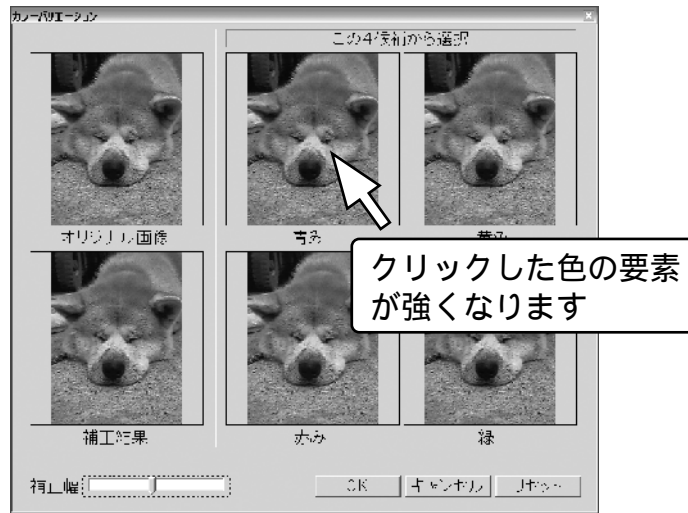 カラーバリエーション
この4候補から選択
オリジナル画像
青み
黄み
クリックした色の要素
が強くなります
補正結果
赤み
緑
補正幅
OK
キャンセル
リセット